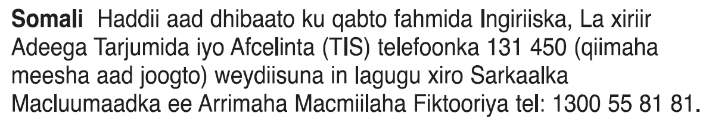 Somali Haddii aad dhibaato ku qabto fahmida Ingiriiska, La xiriir
Adeega Tarjumida iyo Afcelinta (TIS) telefoonka 131 450 (qiimaha
meesha aad joogto) weydiisuna in lagugu xiro Sarkaalka
Macluumaadka ee Arrimaha Macmiilaha Fiktooriya tel: 1300 55 81 81.